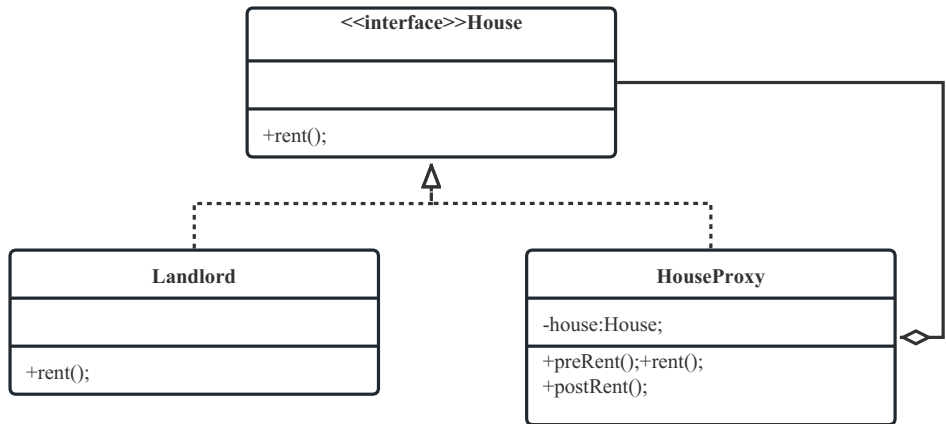 <<interface>>House
+rent();
Landlord
+rent();
HouseProxy
-house:House;
+preRent();+rent();
+postRent();